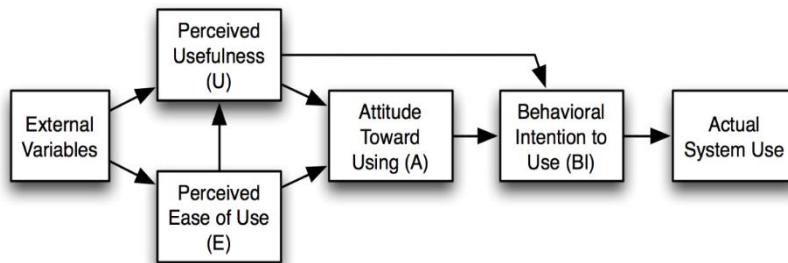 Perceived
Usefulness
(U)
External
Variables
Perceived
Ease of Use
(E)
Attitude
Toward
Using (A)
Behavioral
Intention to
Use (BI)
Actual
System Use